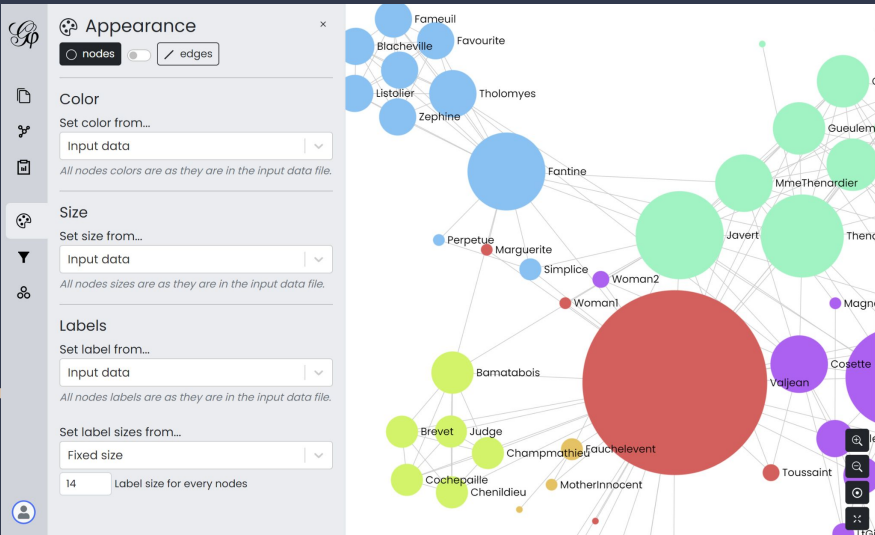 Appearance
×
nodes
edges
Color
Set color from...
Input data
All nodes colors are as they are in the input data file.
Size
Set size from...
Input data
All nodes sizes are as they are in the input data file.
Labels
Set label from...
Input data
All nodes labels are as they are in the input data file.
Set label sizes from...
Fixed size
14 Label size for every nodes
Fameuil
Blacheville
Favourite
Listolier
Tholomyes
Zephine
Fantine
Gueulem
MmeThenardier
Perpetue
Marguerite
Javert
Thena
Simplice
Woman2
Woman1
Magn
Bamatabois
Cosette
Valjean
Brevet
Judge
Champmathieu
Fauchelevent
Toussaint
Cochepaille
Chenildieu
MotherInnocent